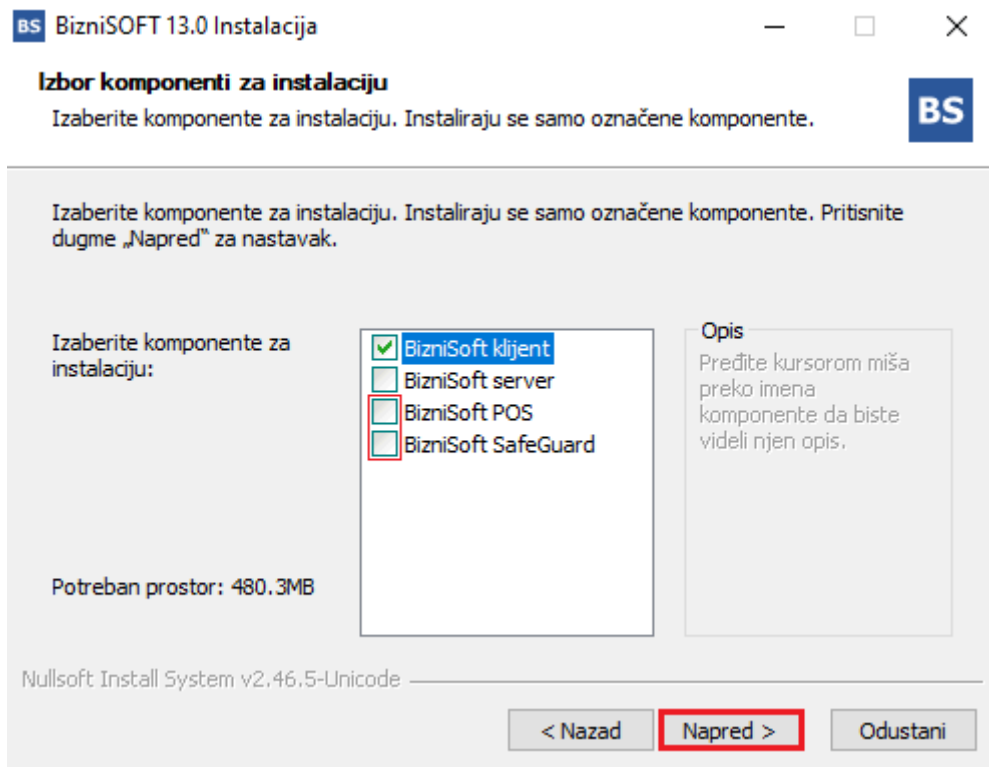 BS BizniSOFT 13.0 Instalacija
Izbor komponenti za instalaciju
Izaberite komponente za instalaciju. Instaliraju se samo označene komponente.
BS
Izaberite komponente za instalaciju. Instaliraju se samo označene komponente. Pritisnite
dugme „Napred“ za nastavak.
Izaberite komponente za
instalaciju:
BizniSoft klijent
BizniSoft server
BizniSoft POS
BizniSoft SafeGuard
Opis
Pređite kursorom miša
preko imena
komponente da biste
videli njen opis.
Potreban prostor: 480.3MB
Nullsoft Install System v2.46.5-Unicode
< Nazad
Napred >
Odustani